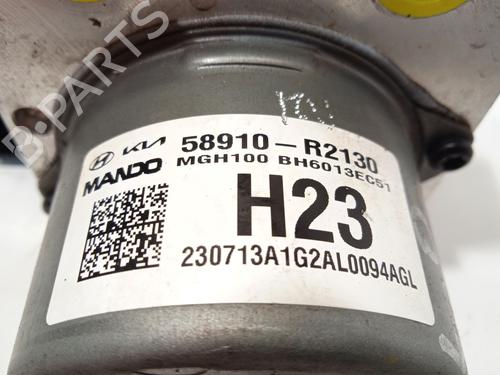 B-PARTS
KIA 58910-R2130
MANDO MGH100 BH6013EC51
H23
230713A1G2AL0094AGL